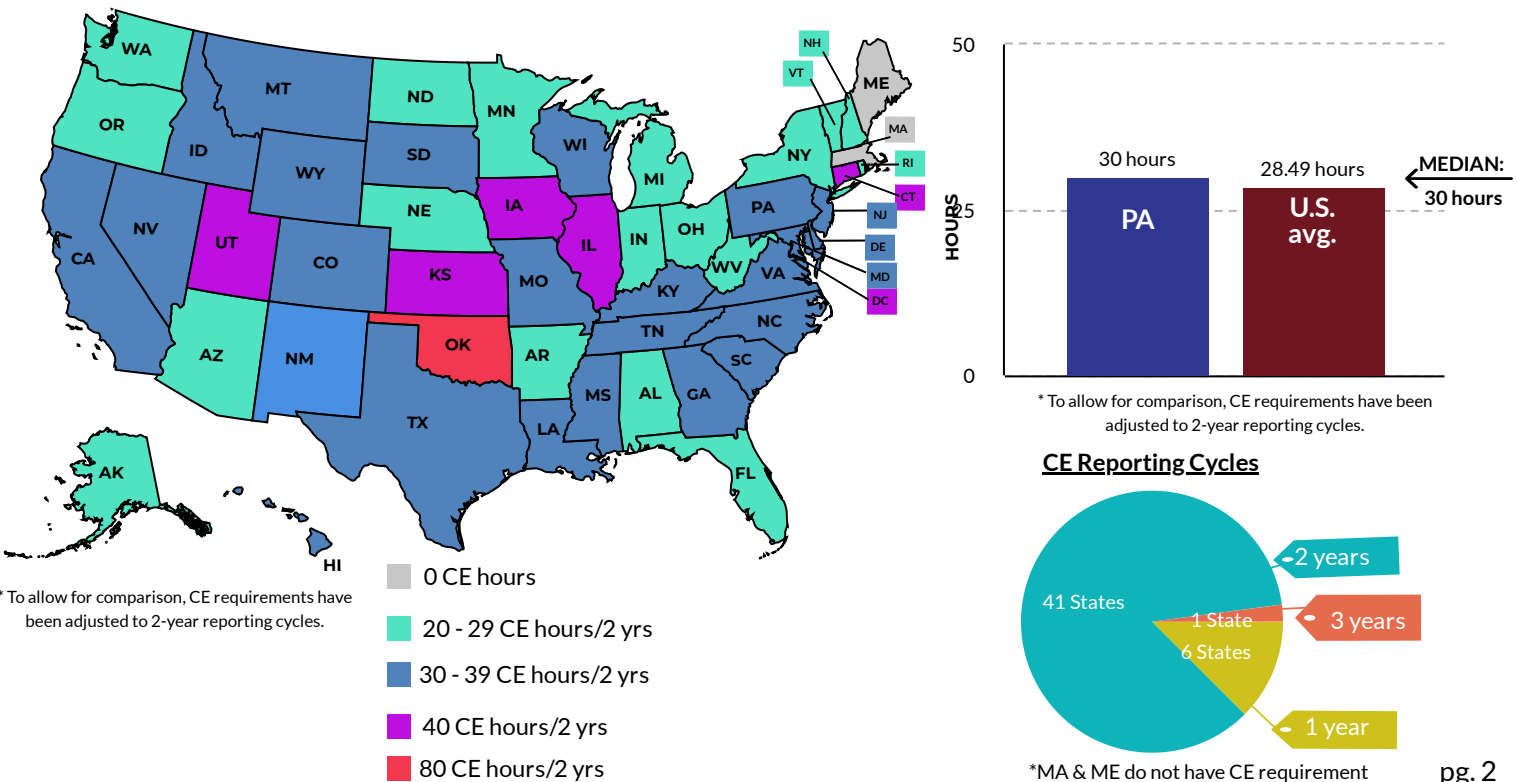 WA
OR
CA
NV
ID
MT
WY
UT
CO
AZ
NM
ND
SD
NE
KS
OK
TX
MN
IA
MO
AR
LA
WI
IL
MI
IN
OH
KY
TN
MS
AL
GA
FL
SC
NC
VA
WV
PA
NY
ME
NH
VT
MA
RI
CT
NJ
DE
MD
DC
AK
HI
* To allow for comparison, CE requirements have
been adjusted to 2-year reporting cycles.
0 CE hours
20 - 29 CE hours/2 yrs
30 - 39 CE hours/2 yrs
40 CE hours/2 yrs
80 CE hours/2 yrs
50
25
0
HOURS
30 hours
PA
28.49 hours
U.S.
avg.
MEDIAN:
30 hours
* To allow for comparison, CE requirements have been
adjusted to 2-year reporting cycles.
CE Reporting Cycles
41 States
1 State
6 States
2 years
3 years
1 year
*MA & ME do not have CE requirement
pg. 2